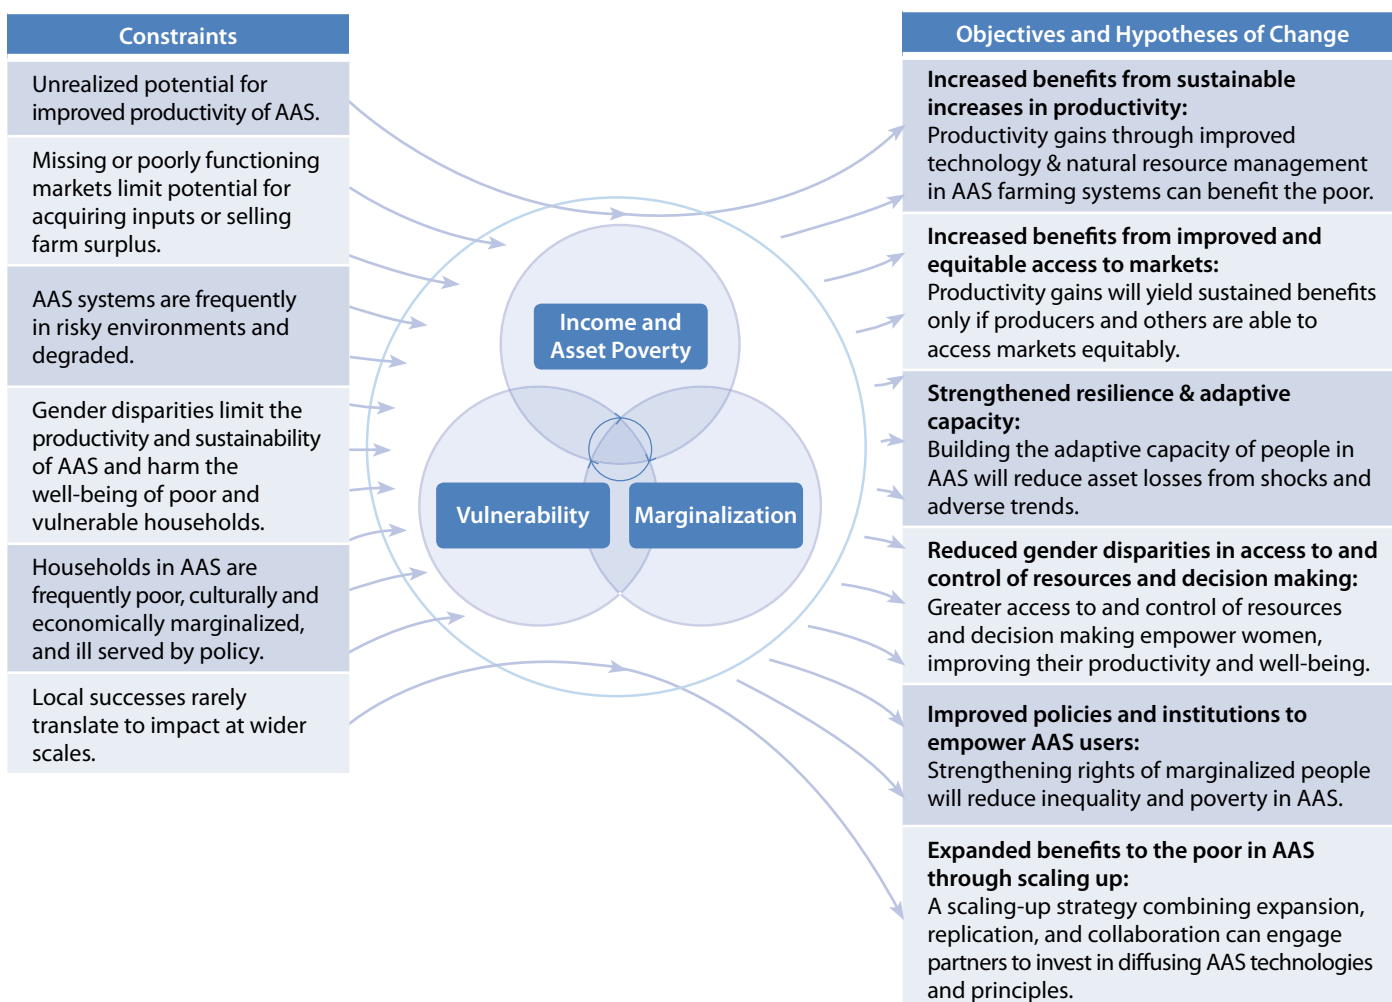 Constraints
Unrealized potential for
improved productivity of AAS.
Missing or poorly functioning
markets limit potential for
acquiring inputs or selling
farm surplus.
AAS systems are frequently
in risky environments and
degraded.
Gender disparities limit the
productivity and sustainability
of AAS and harm the
well-being of poor and
vulnerable households.
Households in AAS are
frequently poor, culturally and
economically marginalized,
and ill served by policy.
Local successes rarely
translate to impact at wider
scales.
Income and
Asset Poverty
Vulnerability
Marginalization
Objectives and Hypotheses of Change
Increased benefits from sustainable
increases in productivity:
Productivity gains through improved
technology & natural resource management
in AAS farming systems can benefit the poor.
Increased benefits from improved and
equitable access to markets:
Productivity gains will yield sustained benefits
only if producers and others are able to
access markets equitably.
Strengthened resilience & adaptive
capacity:
Building the adaptive capacity of people in
AAS will reduce asset losses from shocks and
adverse trends.
Reduced gender disparities in access to and
control of resources and decision making:
Greater access to and control of resources
and decision making empower women,
improving their productivity and well-being.
Improved policies and institutions to
empower AAS users:
Strengthening rights of marginalized people
will reduce inequality and poverty in AAS.
Expanded benefits to the poor in AAS
through scaling up:
A scaling-up strategy combining expansion,
replication, and collaboration can engage
partners to invest in diffusing AAS technologies
and principles.